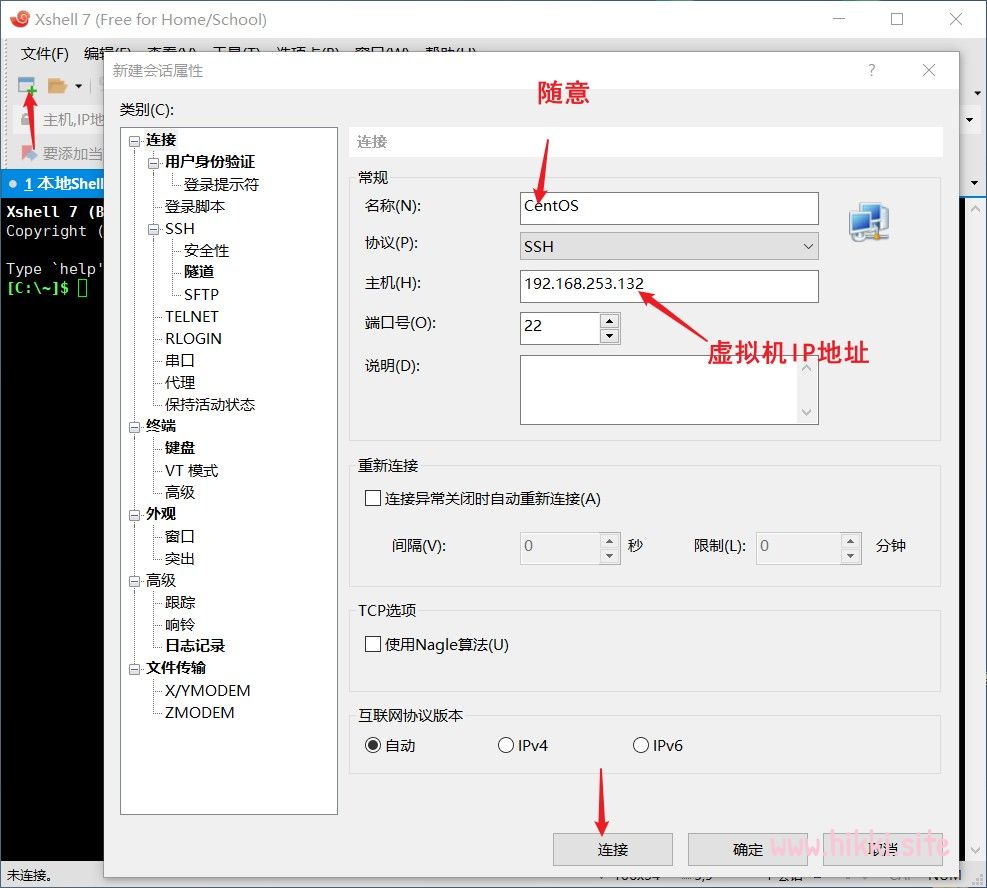 Xshell 7 (Free for Home/School)
文件(F) 编辑(E) 查看(V) 工具(T) 选项卡(B) 窗口(W) 帮助(H)
新建会话属性
?
随意
类别(C):
主机,IP地
要添加当
1 本地Shell
Xshell 7 (B
Copyright (
Type `help'
[C:\~]$
连接
用户身份验证
登录提示符
登录脚本
SSH
安全性
隧道
SFTP
TELNET
RLOGIN
串口
代理
保持活动状态
终端
键盘
VT 模式
高级
外观
窗口
突出
高级
跟踪
响铃
日志记录
文件传输
X/YMODEM
ZMODEM
连接
常规
名称(N): CentOS
协议(P): SSH
主机(H): 192.168.253.132
端口号(O): 22
虚拟机IP地址
说明(D):
重新连接
连接异常关闭时自动重新连接(A)
间隔(V): 0 秒 限制(L): 0 分钟
TCP选项
使用Nagle算法(U)
互联网协议版本
自动 IPv4 IPv6
连接 确定 取消
www.hikki.site
未连接。